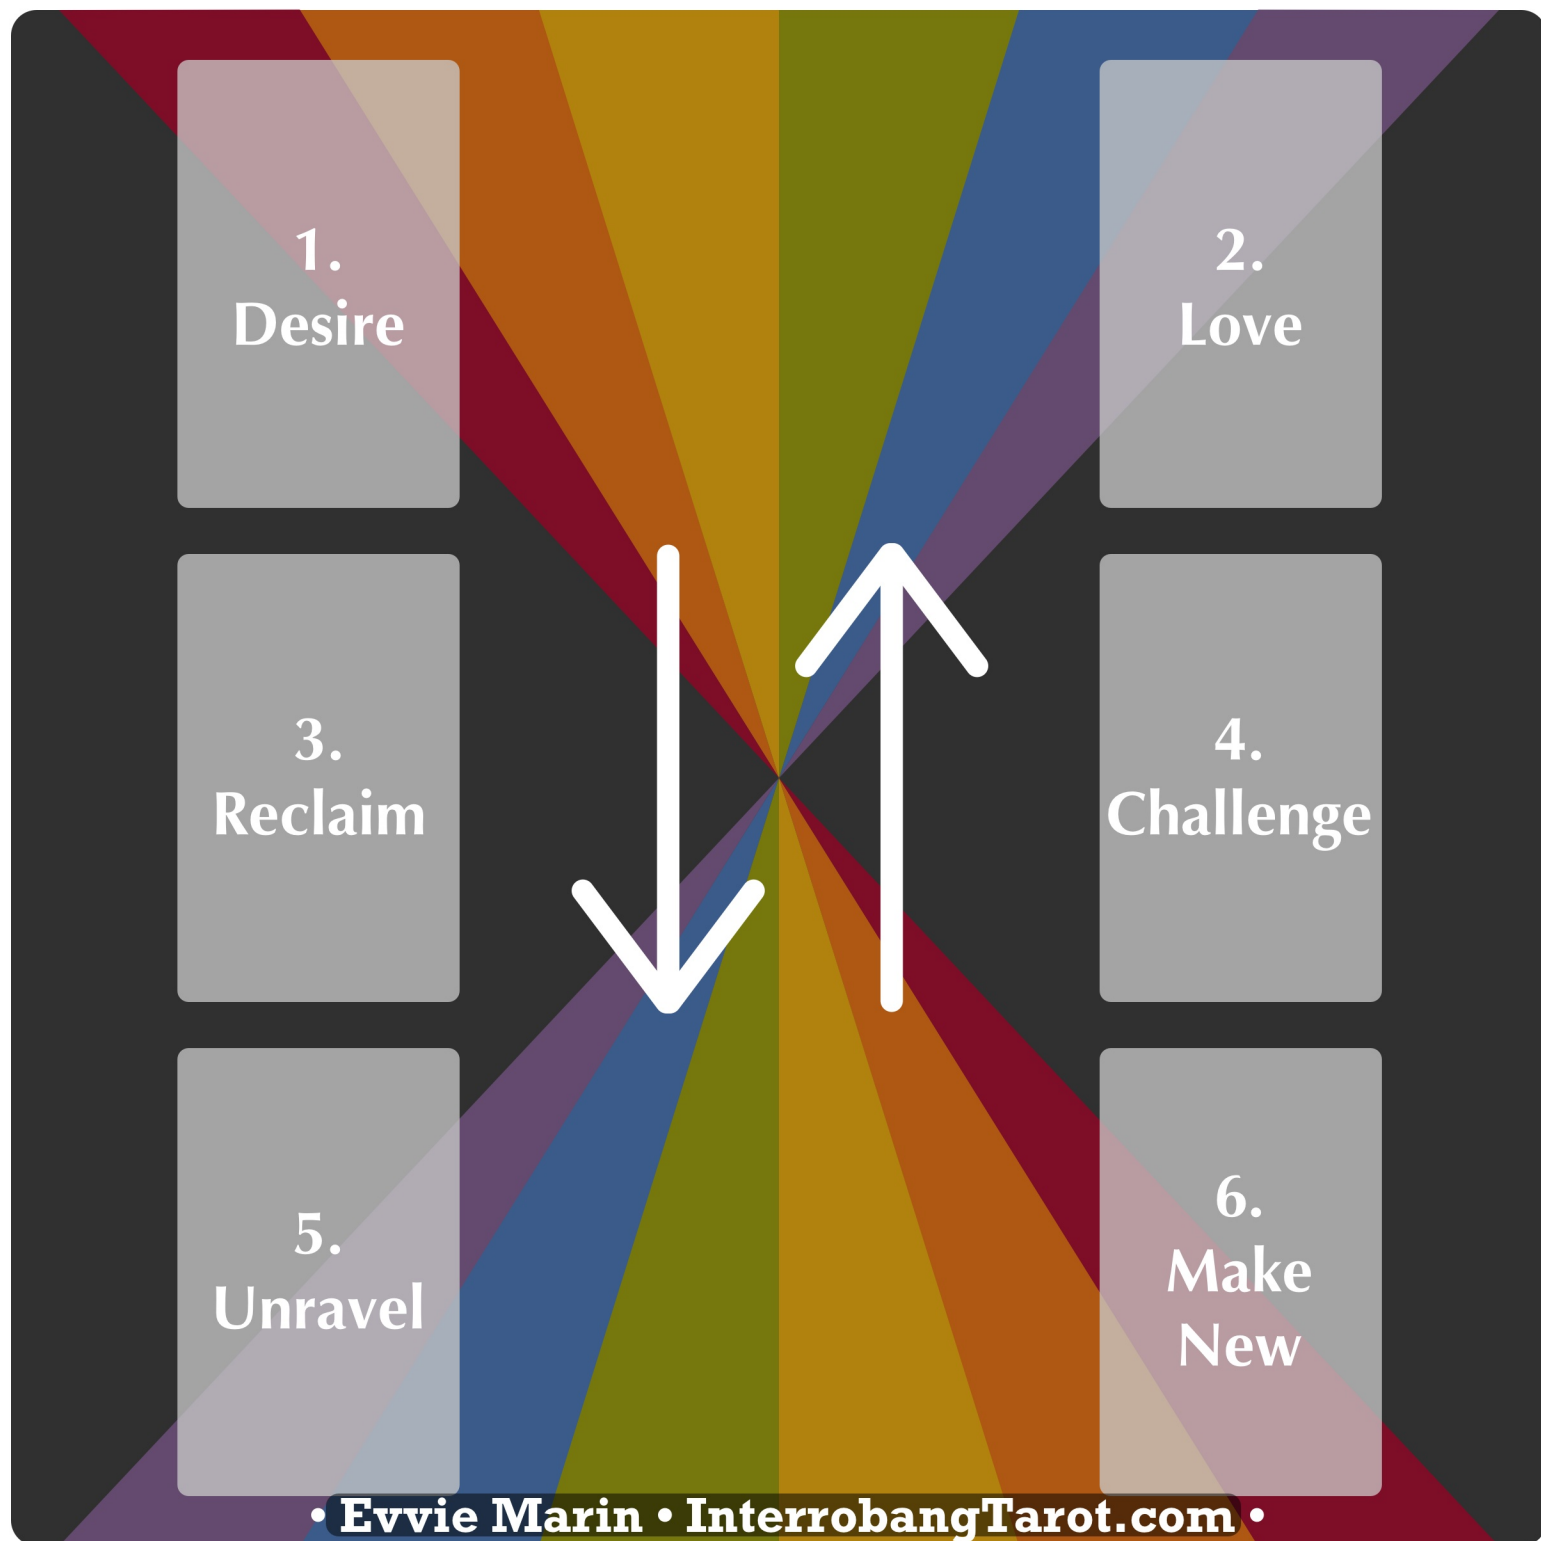 1.
Desire
2.
Love
3.
Reclaim
4.
Challenge
5.
Unravel
6.
Make
New
• Evvie Marin • InterrobangTarot.com •